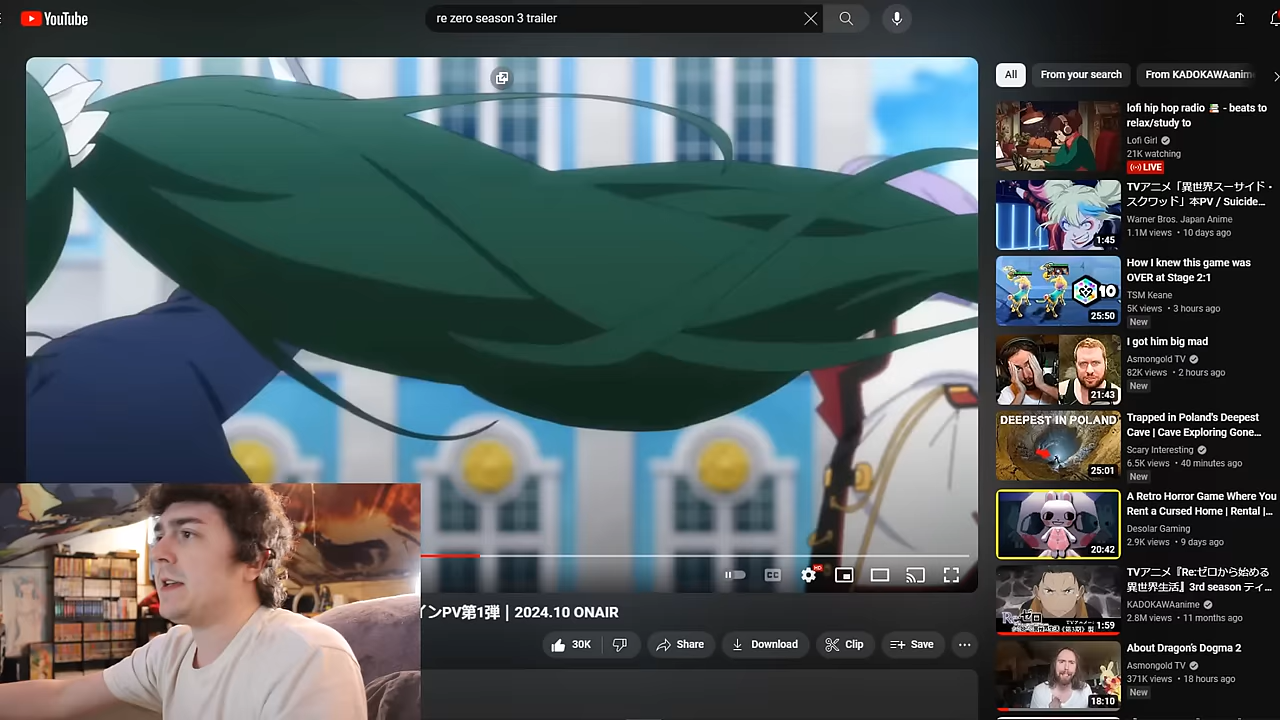 YouTube
re zero season 3 trailer
All
From your search
From KADOKAWAanim
lofi hip hop radio 📚 - beats to
relax/study to
Lofi Girl
21K watching
LIVE
TVアニメ「異世界スーサイド・
スクワッド」本PV / Suicide...
Warner Bros. Japan Anime
1.1M views • 10 days ago
1:45
How I knew this game was
OVER at Stage 2:1
TSM Keane
5K views • 3 hours ago
New
10
25:50
I got him big mad
Asmongold TV
82K views • 2 hours ago
New
21:43
DEEPEST IN POLAND
Trapped in Poland's Deepest
Cave | Cave Exploring Gone...
Scary Interesting
6.5K views • 40 minutes ago
New
25:01
A Retro Horror Game Where You
Rent a Cursed Home | Rental |...
Desolar Gaming
2.9K views • 9 days ago
20:42
TVアニメ『Re:ゼロから始める
異世界生活』3rd season ティ...
KADOKAWAanime
2.8M views • 11 months ago
1:59
About Dragon's Dogma 2
Asmongold TV
371K views • 18 hours ago
New
18:10
CC
HD
インPV第1弾｜2024.10 ONAIR
30K
Share
Download
Clip
Save